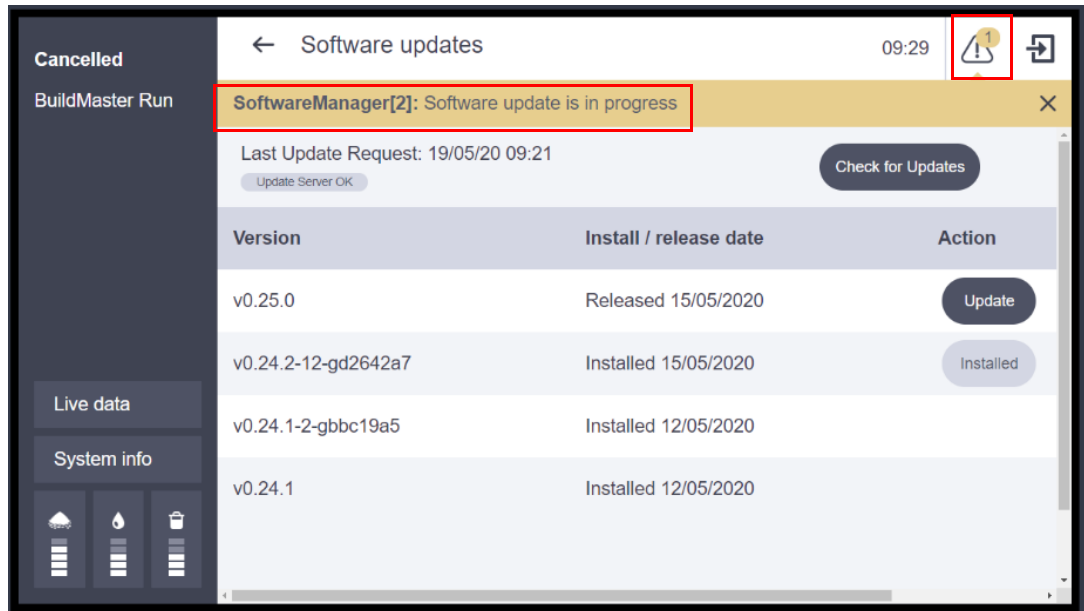 Cancelled
BuildMaster Run
Live data
System info
← Software updates
09:29
1
SoftwareManager[2]: Software update is in progress
Last Update Request: 19/05/20 09:21
Update Server OK
Check for Updates
Version Install / release date Action
v0.25.0 Released 15/05/2020 Update
v0.24.2-12-gd2642a7 Installed 15/05/2020 Installed
v0.24.1-2-gbbc19a5 Installed 12/05/2020
v0.24.1 Installed 12/05/2020